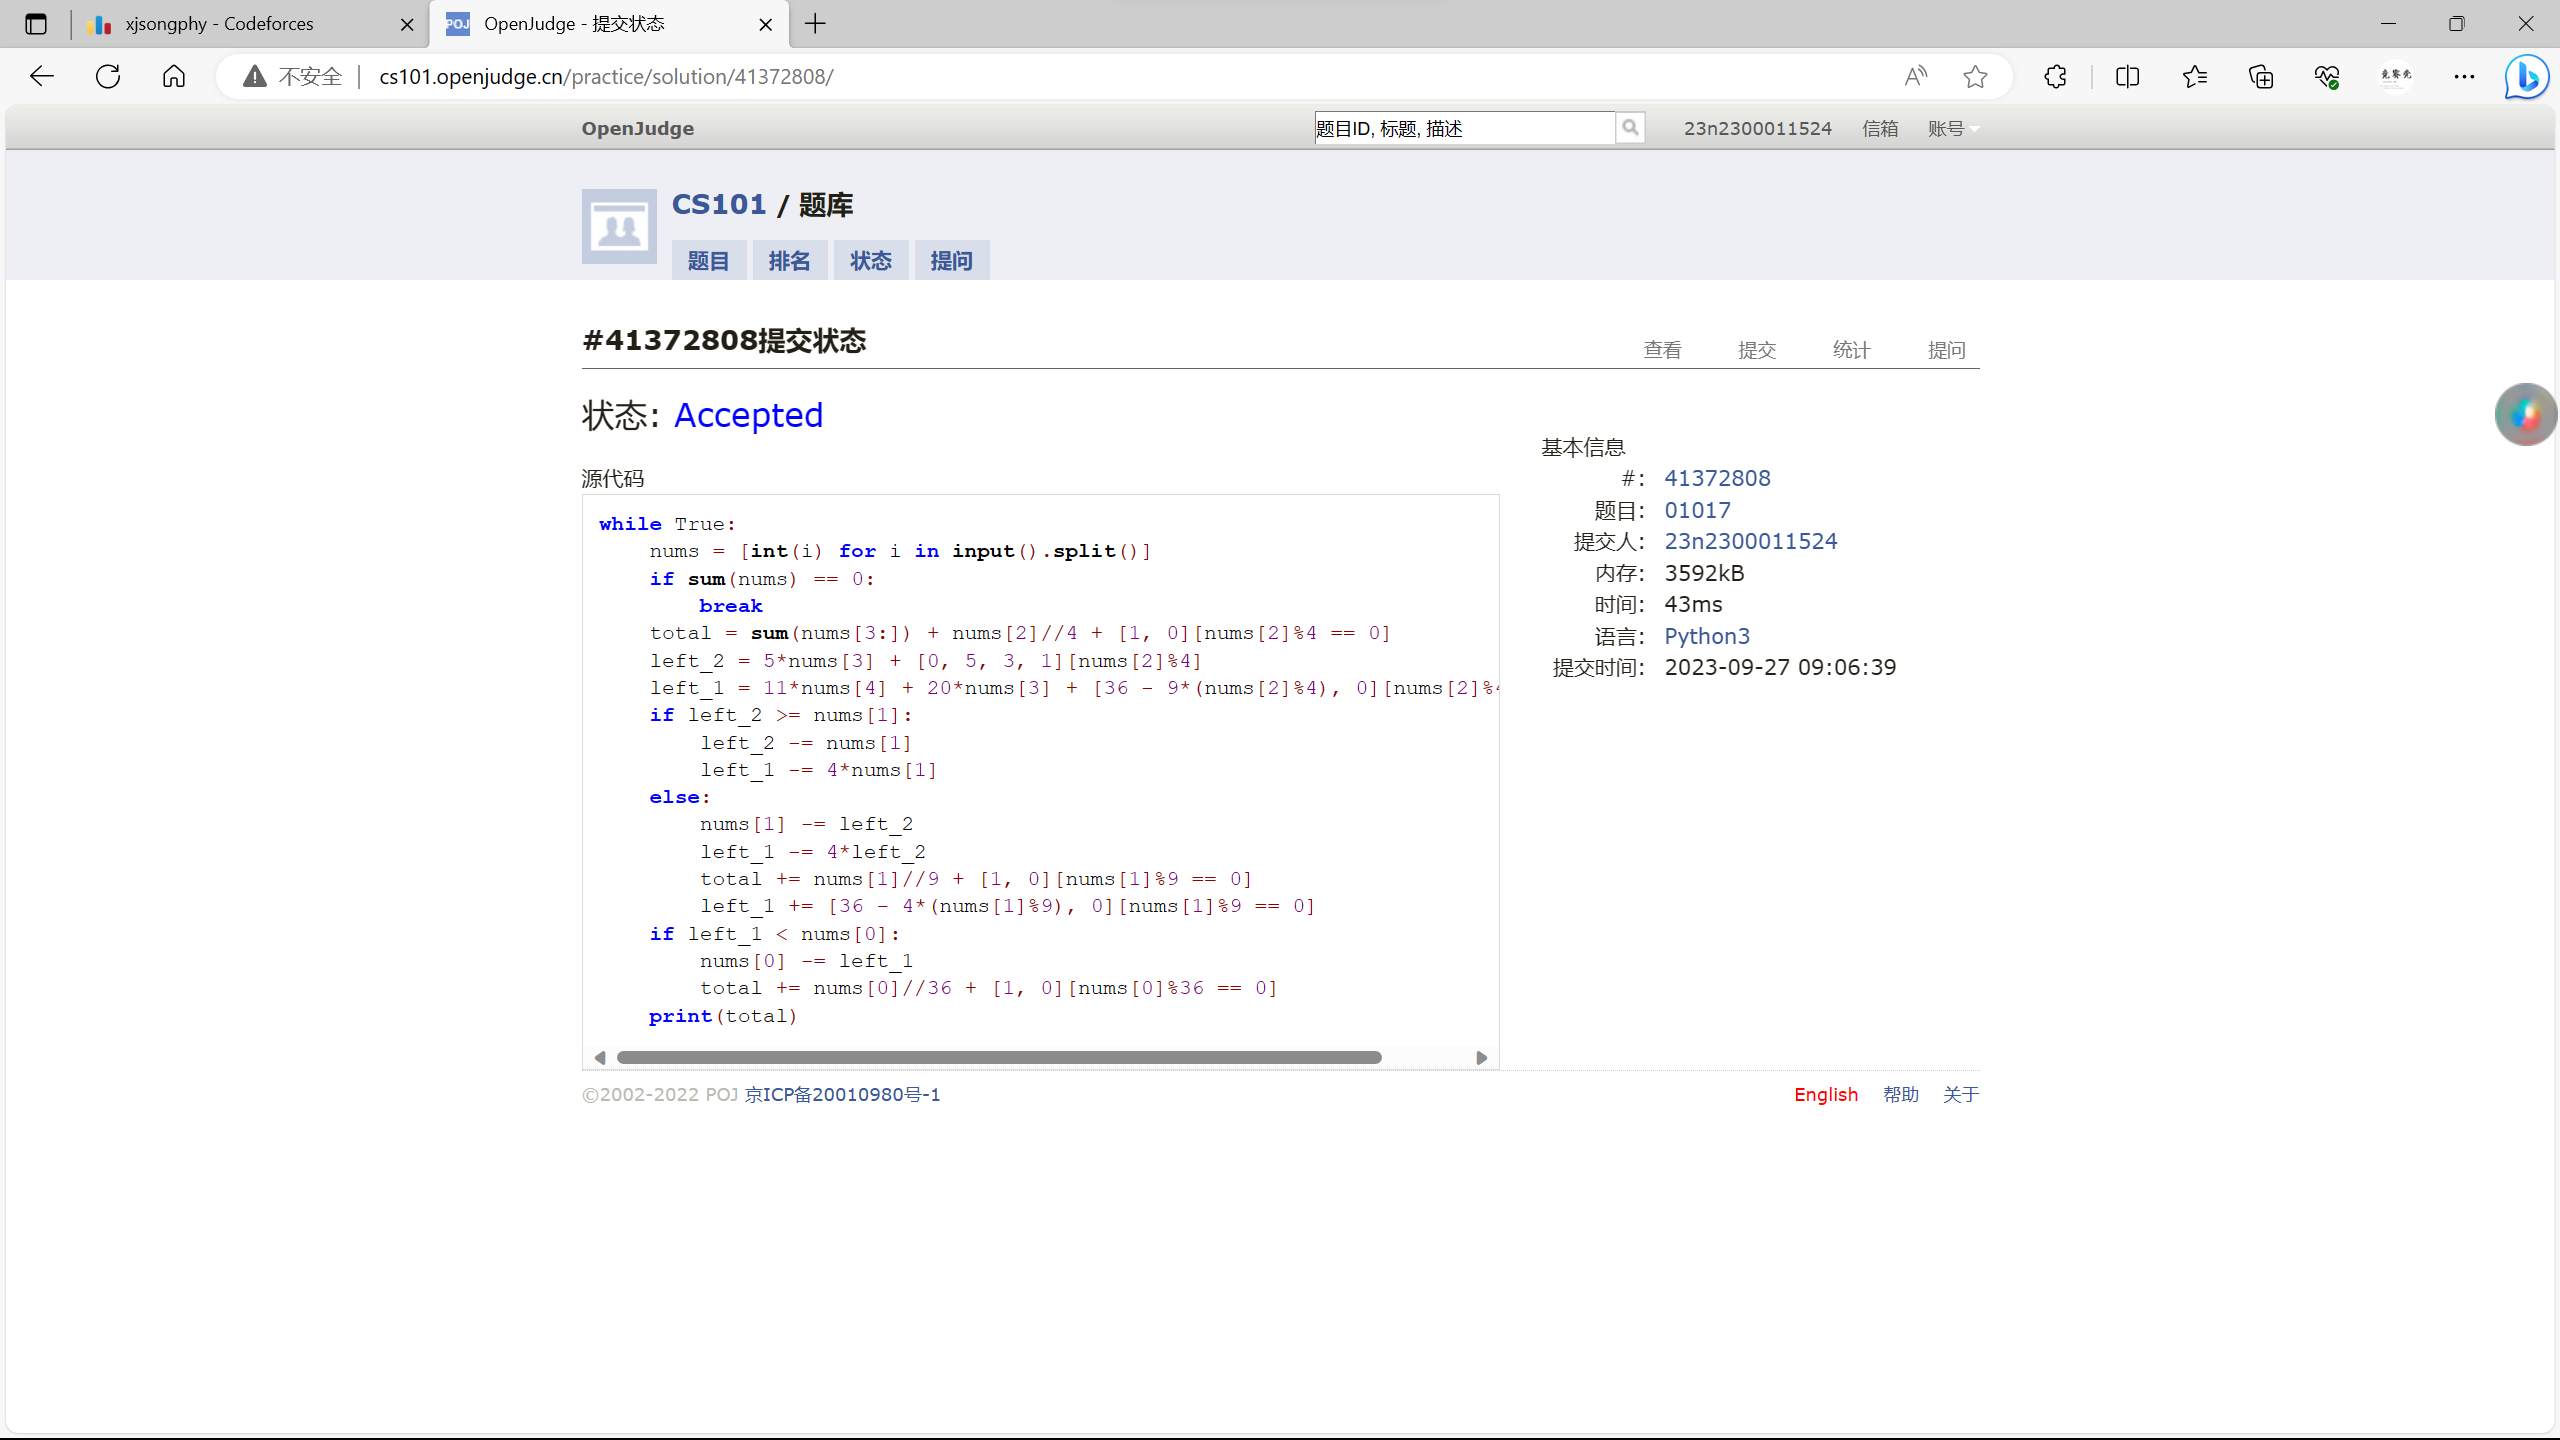 xjsongphy - Codeforces
POJ OpenJudge - 提交状态
不安全 cs101.openjudge.cn/practice/solution/41372808/
OpenJudge 题目ID, 标题, 描述 23n2300011524 信箱 账号
CS101 / 题库
题目 排名 状态 提问
#41372808提交状态 查看 提交 统计 提问
状态: Accepted
源代码
while True:
    nums = [int(i) for i in input().split()]
    if sum(nums) == 0:
        break
    total = sum(nums[3:]) + nums[2]//4 + [1, 0][nums[2]%4 == 0]
    left_2 = 5*nums[3] + [0, 5, 3, 1][nums[2]%4]
    left_1 = 11*nums[4] + 20*nums[3] + [36 - 9*(nums[2]%4), 0][nums[2]%4
    if left_2 >= nums[1]:
        left_2 -= nums[1]
        left_1 -= 4*nums[1]
    else:
        nums[1] -= left_2
        left_1 -= 4*left_2
        total += nums[1]//9 + [1, 0][nums[1]%9 == 0]
        left_1 += [36 - 4*(nums[1]%9), 0][nums[1]%9 == 0]
    if left_1 < nums[0]:
        nums[0] -= left_1
        total += nums[0]//36 + [1, 0][nums[0]%36 == 0]
    print(total)
基本信息
#: 41372808
题目: 01017
提交人: 23n2300011524
内存: 3592kB
时间: 43ms
语言: Python3
提交时间: 2023-09-27 09:06:39
©2002-2022 POJ 京ICP备20010980号-1 English 帮助 关于